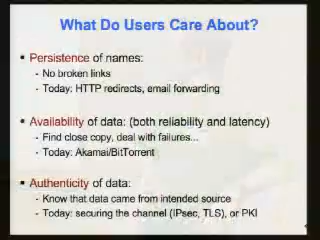 What Do Users Care About?
▪ Persistence of names:
- No broken links
- Today: HTTP redirects, email forwarding
▪ Availability of data: (both reliability and latency)
- Find close copy, deal with failures...
- Today: Akamai/BitTorrent
▪ Authenticity of data:
- Know that data came from intended source
- Today: securing the channel (IPsec, TLS), or PKI